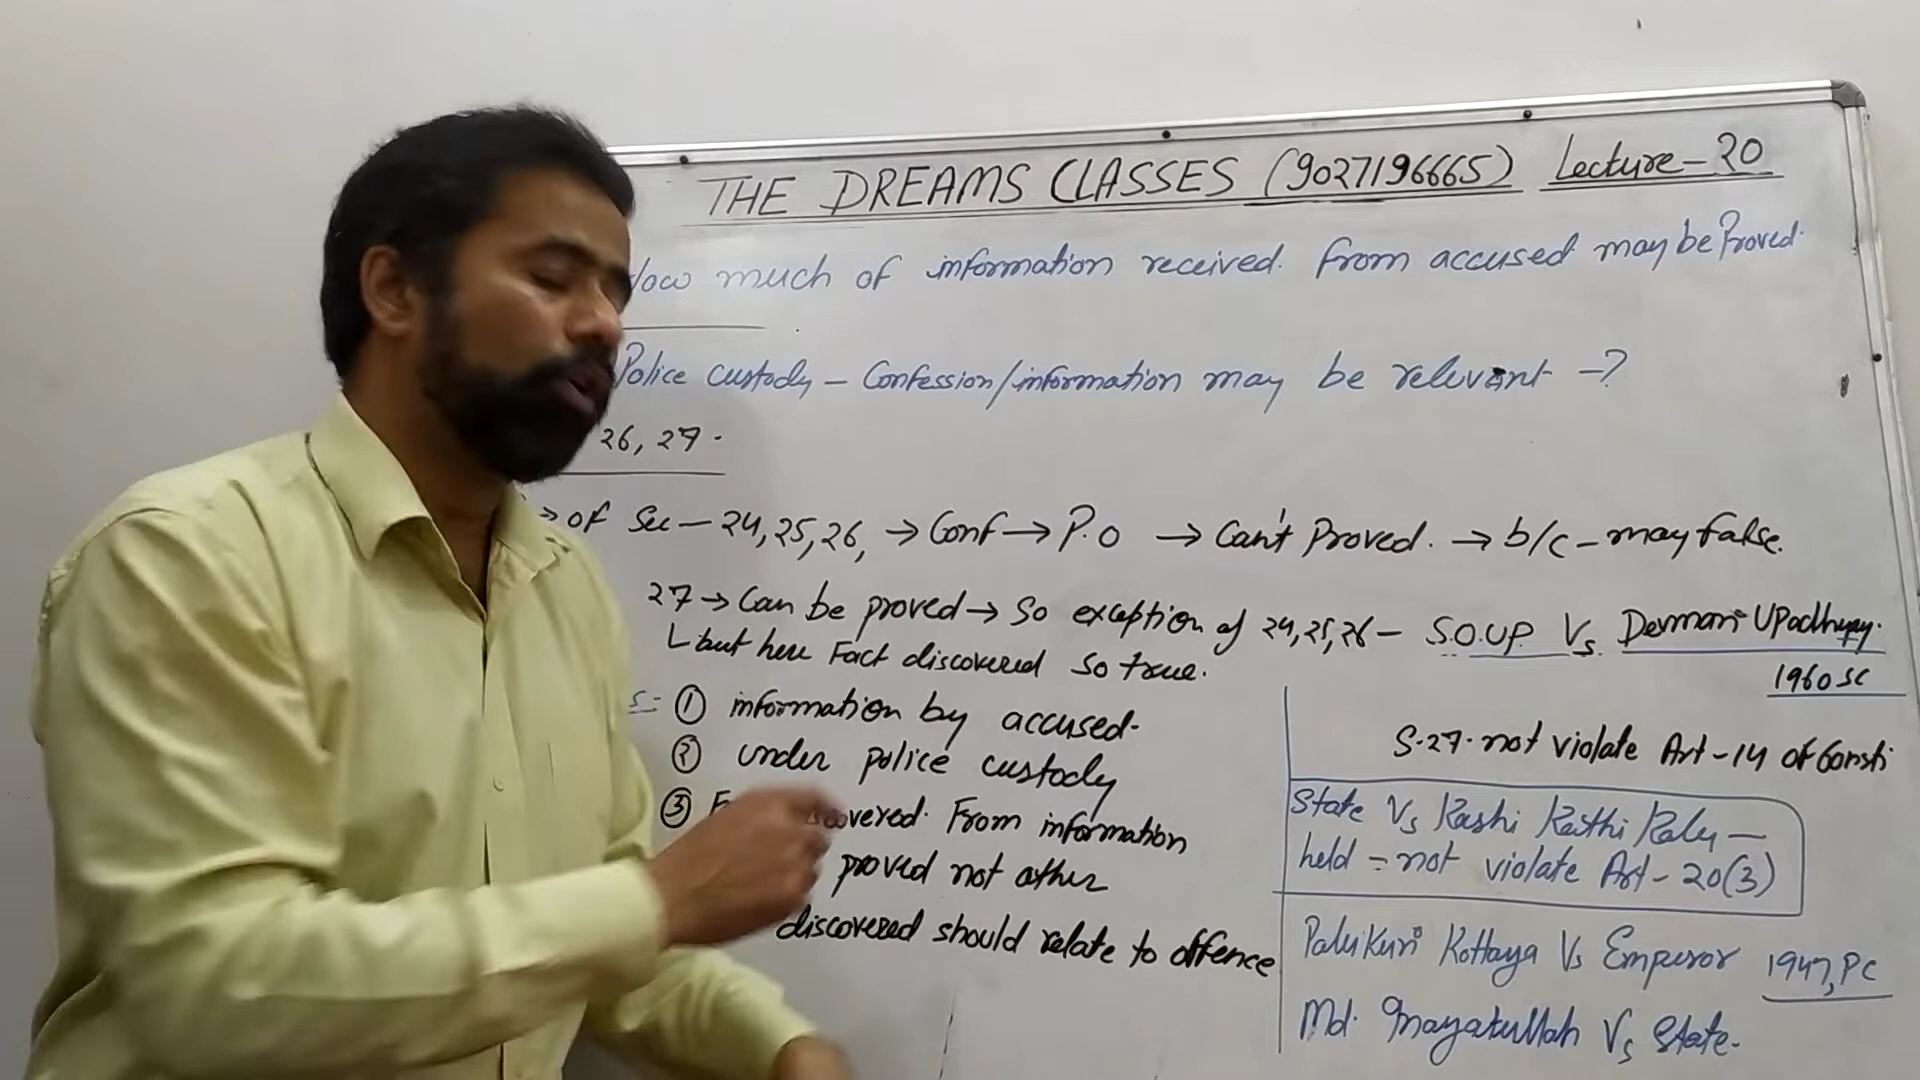 THE DREAMS CLASSES (9027196665) Lecture-20
How much of information received. From accused may be Proved.
Police custody - Confession/information may be relevant -?
26, 27.
→ of Sec - 24, 25, 26, → Conf → P.O → Can't Proved. → b/c - may false.
27 → Can be proved → So exception of 24, 25, 26 - S.O.U.P Vs Deoman Upadhyay.
but here Fact discovered so true.
1960 SC
① information by accused.
② under police custody
③ covered. From information
proved not other
discovered should relate to offence
S.27. not violate Art-14 of Consti
State Vs Kashi Kathi Kalu -
held = not violate Art-20(3)
Palukuri Kottaya Vs Emperor 1947, PC
Md. Inayatullah Vs State.